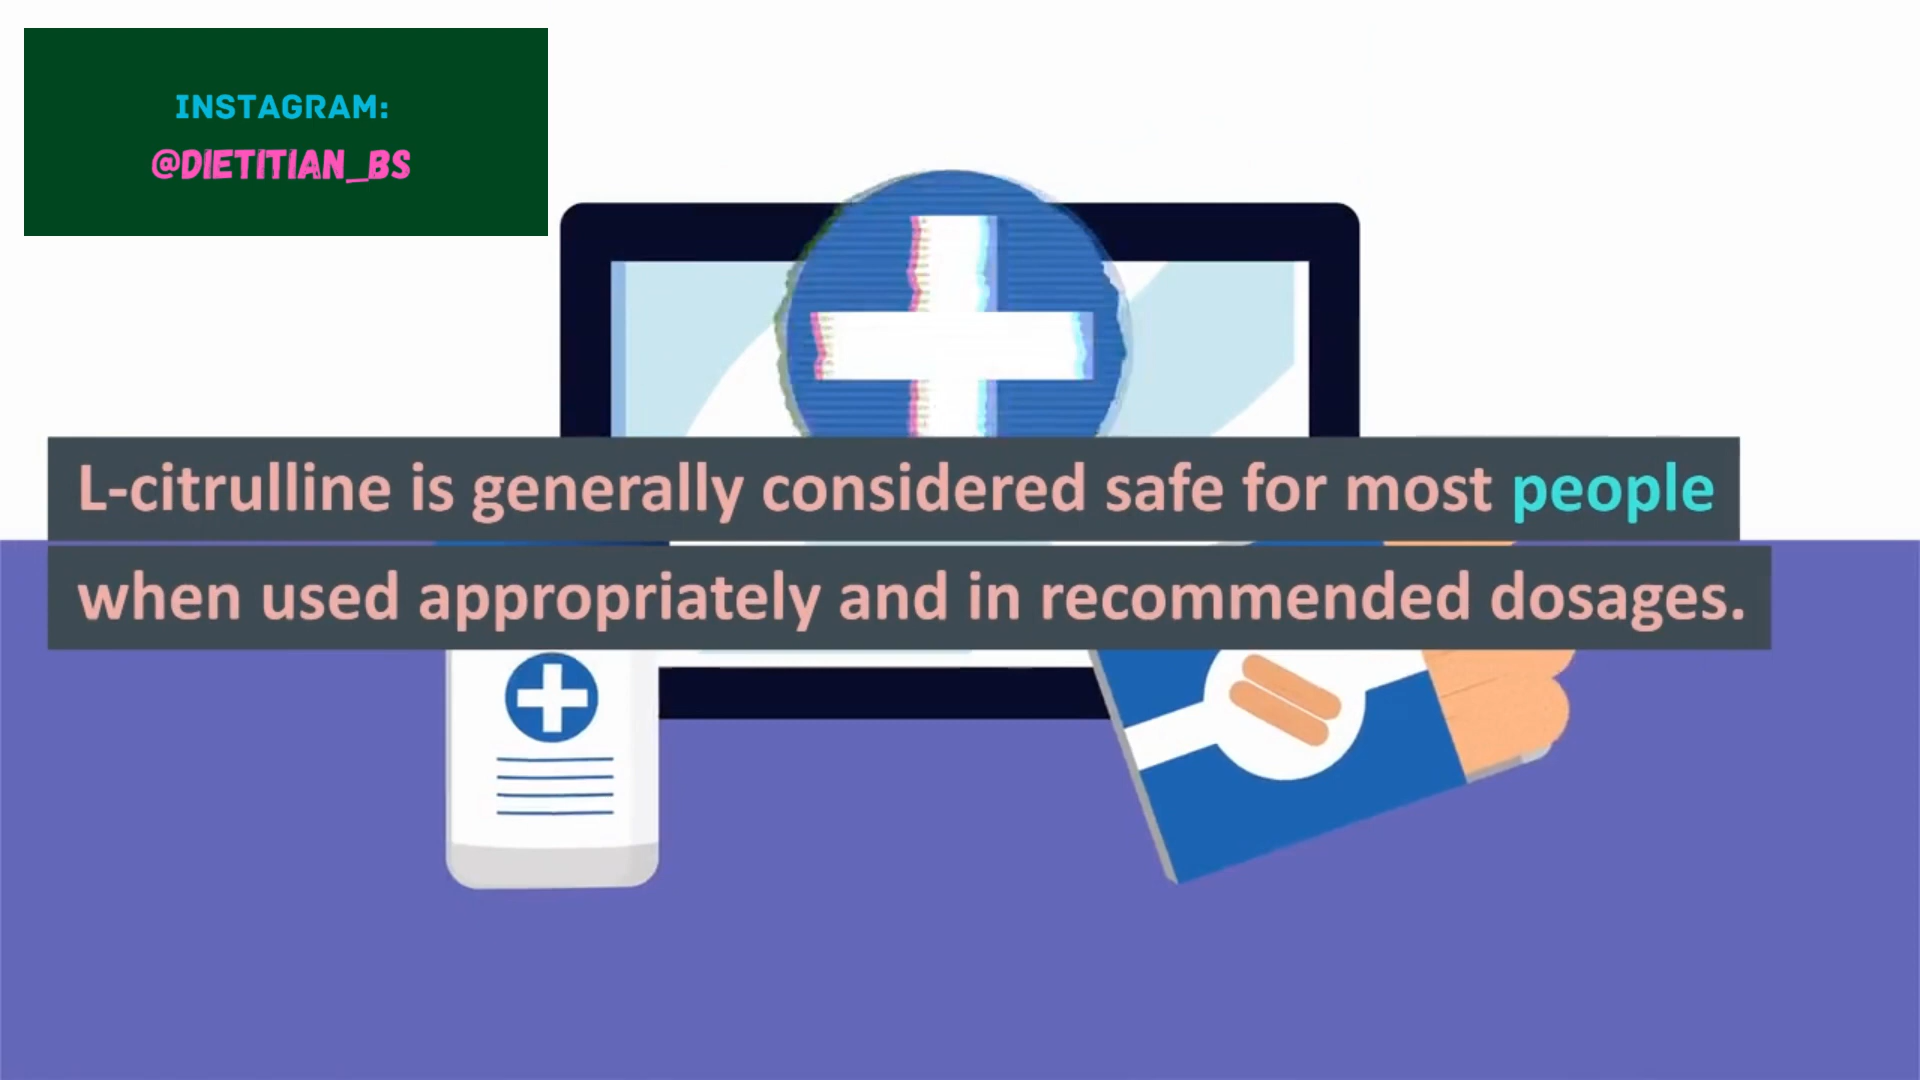 INSTAGRAM:
@DIETITIAN_BS
L-citrulline is generally considered safe for most people
when used appropriately and in recommended dosages.